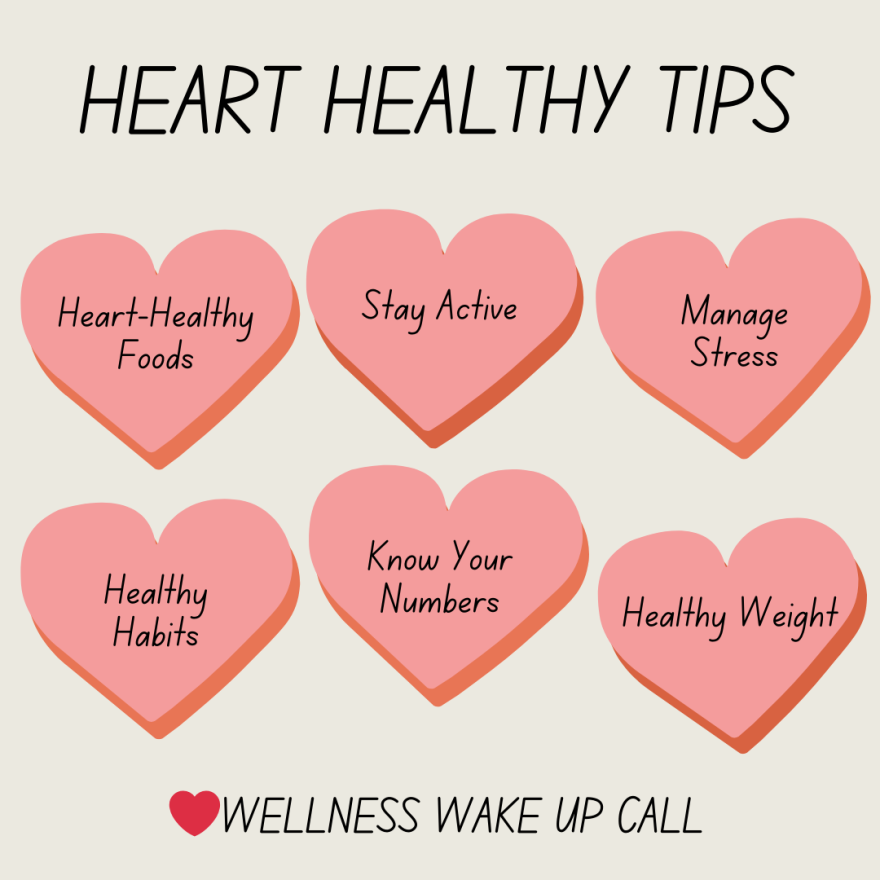 HEART HEALTHY TIPS
Heart-Healthy
Foods
Stay Active
Manage
Stress
Healthy
Habits
Know Your
Numbers
Healthy Weight
WELLNESS WAKE UP CALL